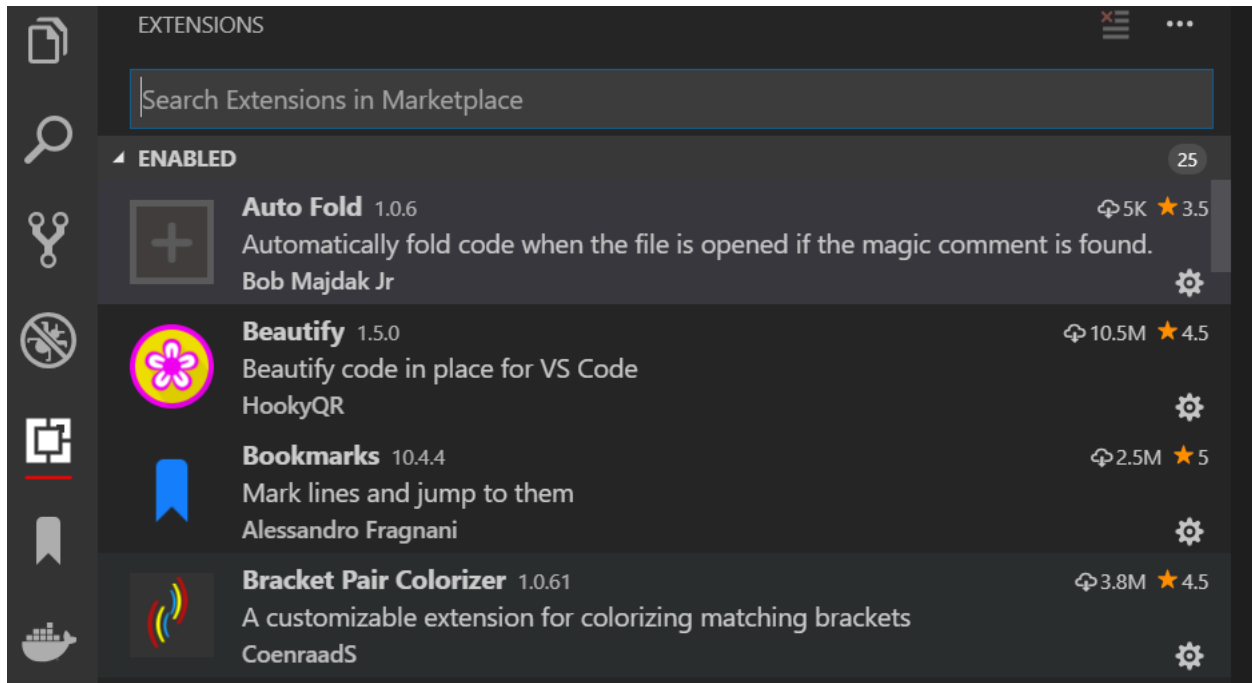 EXTENSIONS
Search Extensions in Marketplace
ENABLED 25
Auto Fold 1.0.6 5K 3.5
Automatically fold code when the file is opened if the magic comment is found.
Bob Majdak Jr
Beautify 1.5.0 10.5M 4.5
Beautify code in place for VS Code
HookyQR
Bookmarks 10.4.4 2.5M 5
Mark lines and jump to them
Alessandro Fragnani
Bracket Pair Colorizer 1.0.61 3.8M 4.5
A customizable extension for colorizing matching brackets
CoenraadS